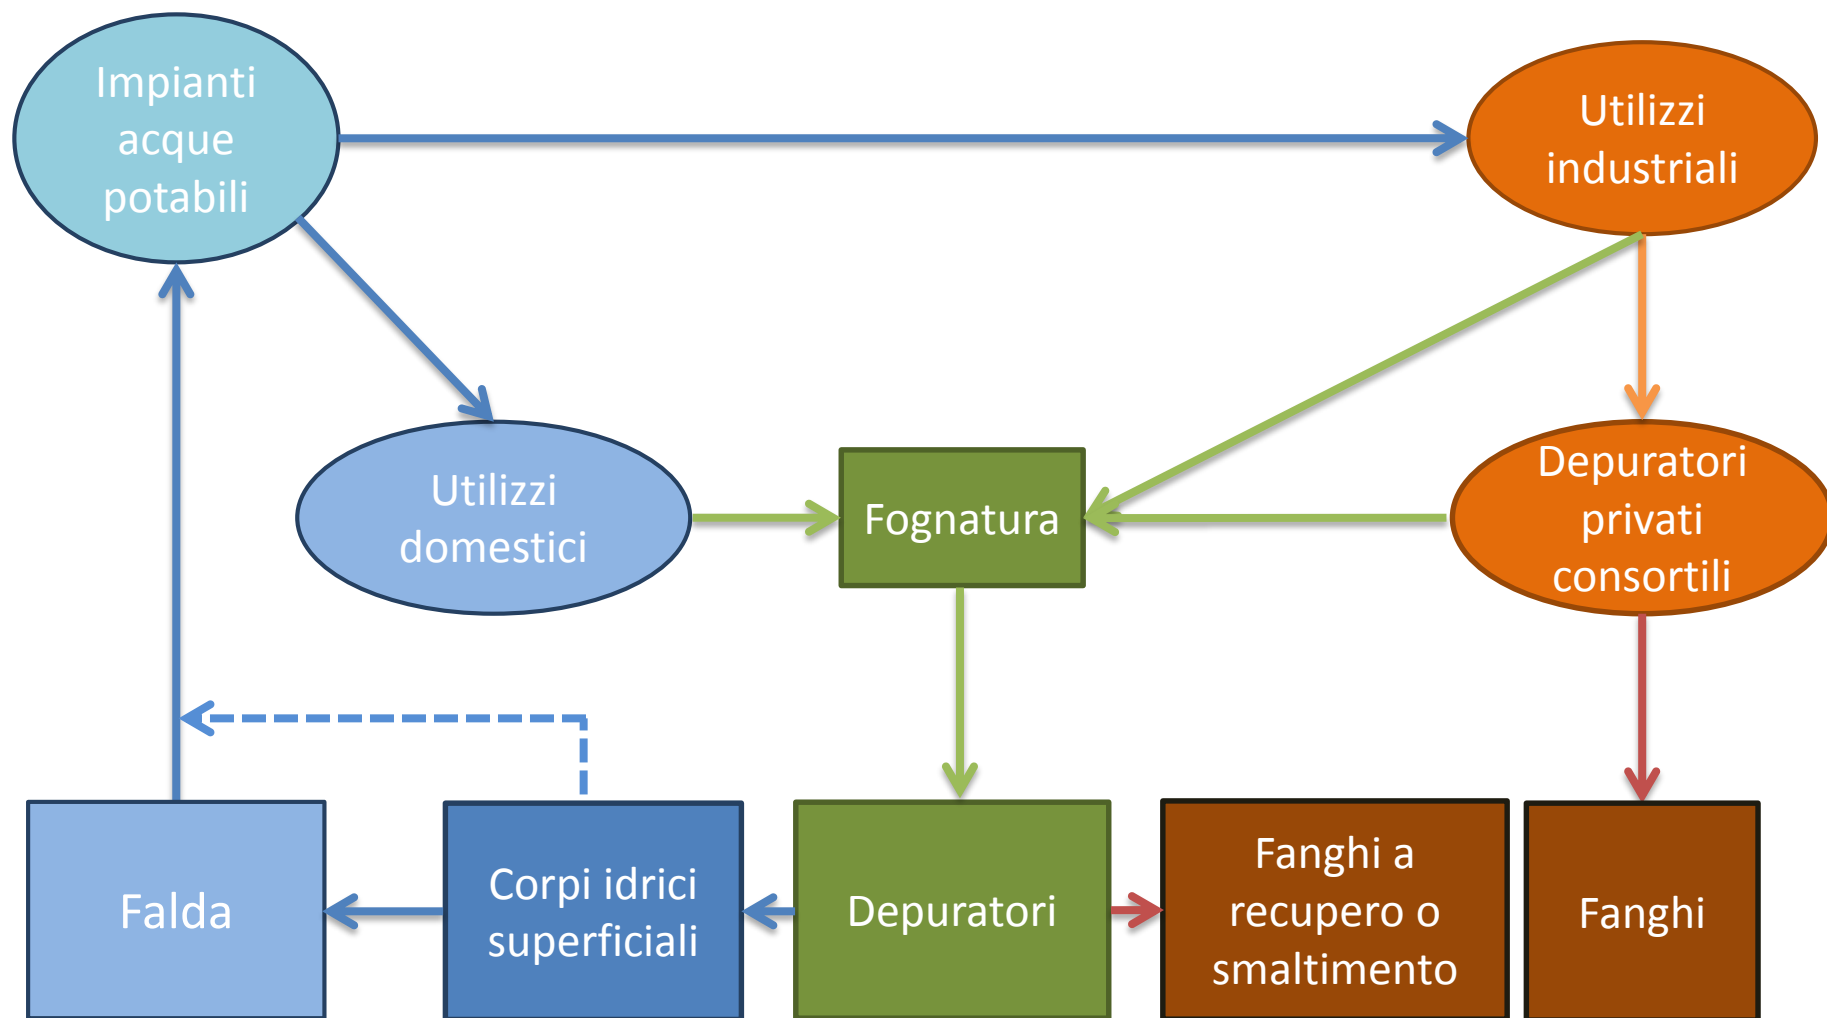 Impianti
acque
potabili
Utilizzi
industriali
Utilizzi
domestici
Fognatura
Depuratori
privati
consortili
Falda
Corpi idrici
superficiali
Depuratori
Fanghi a
recupero o
smaltimento
Fanghi